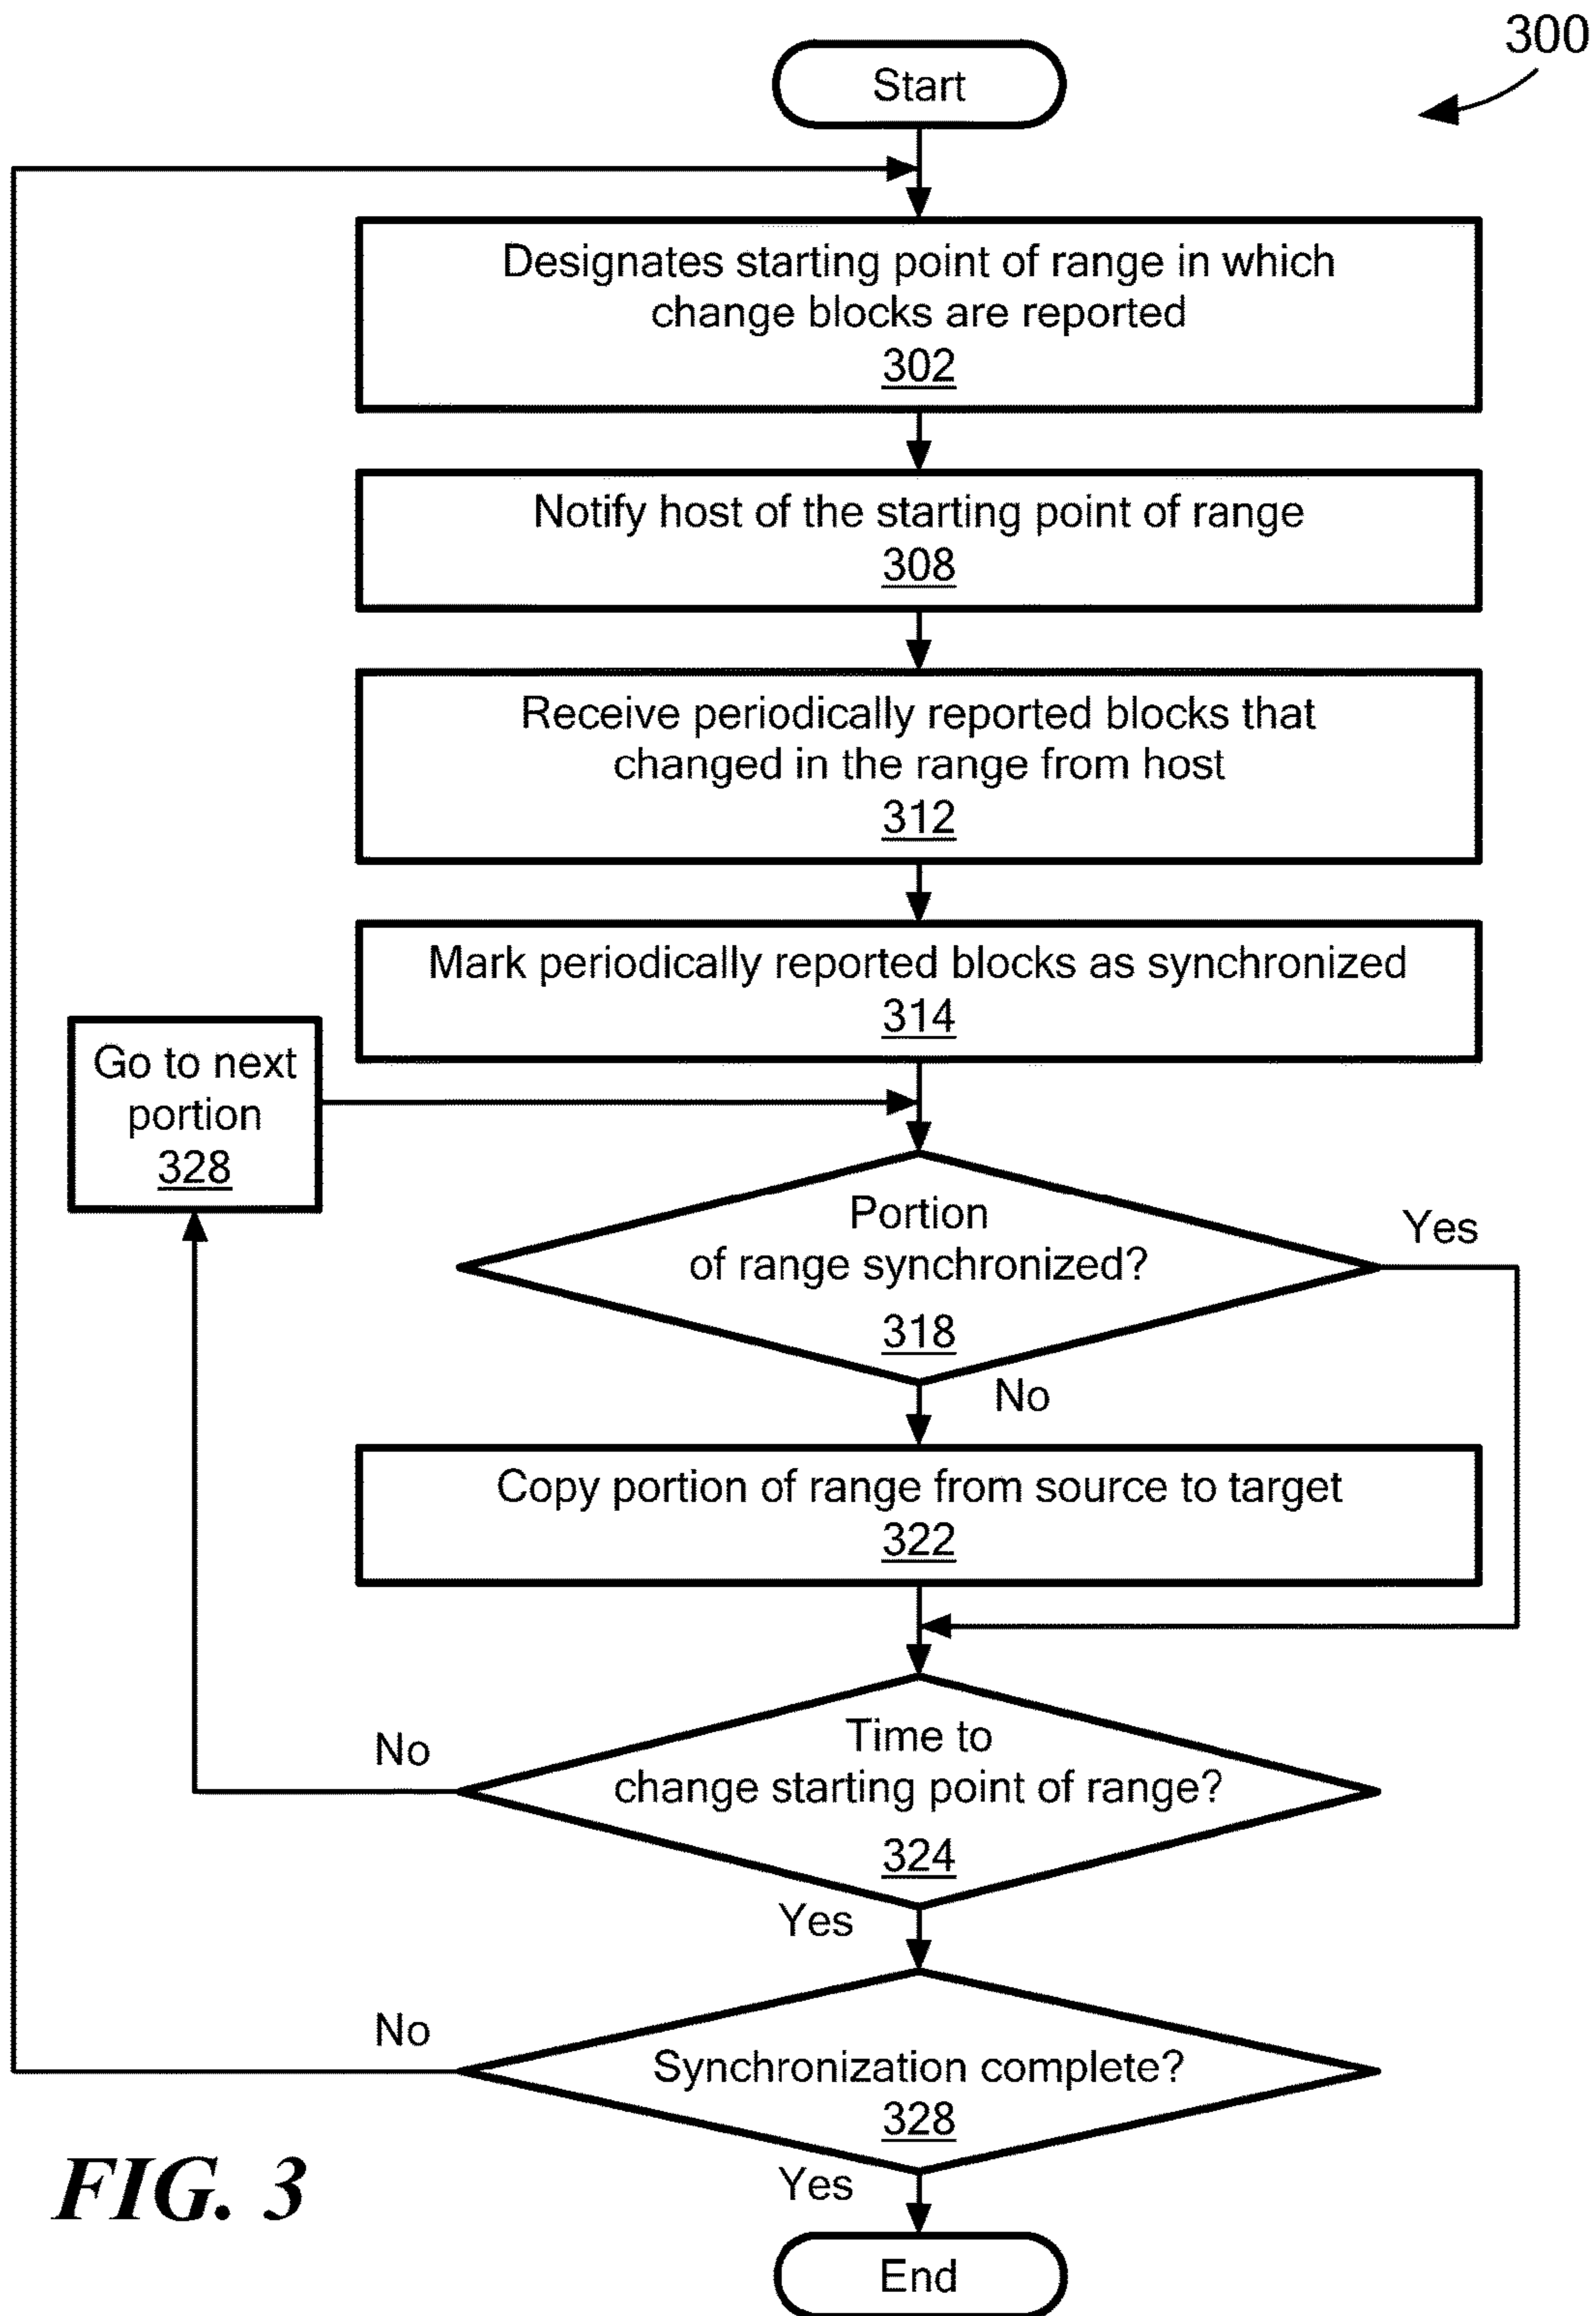 300
Start
Designates starting point of range in which
change blocks are reported
302
Notify host of the starting point of range
308
Receive periodically reported blocks that
changed in the range from host
312
Mark periodically reported blocks as synchronized
314
Go to next
portion
328
Portion
of range synchronized?
318
Yes
No
Copy portion of range from source to target
322
Time to
change starting point of range?
324
No
Yes
Synchronization complete?
328
No
Yes
End
FIG. 3